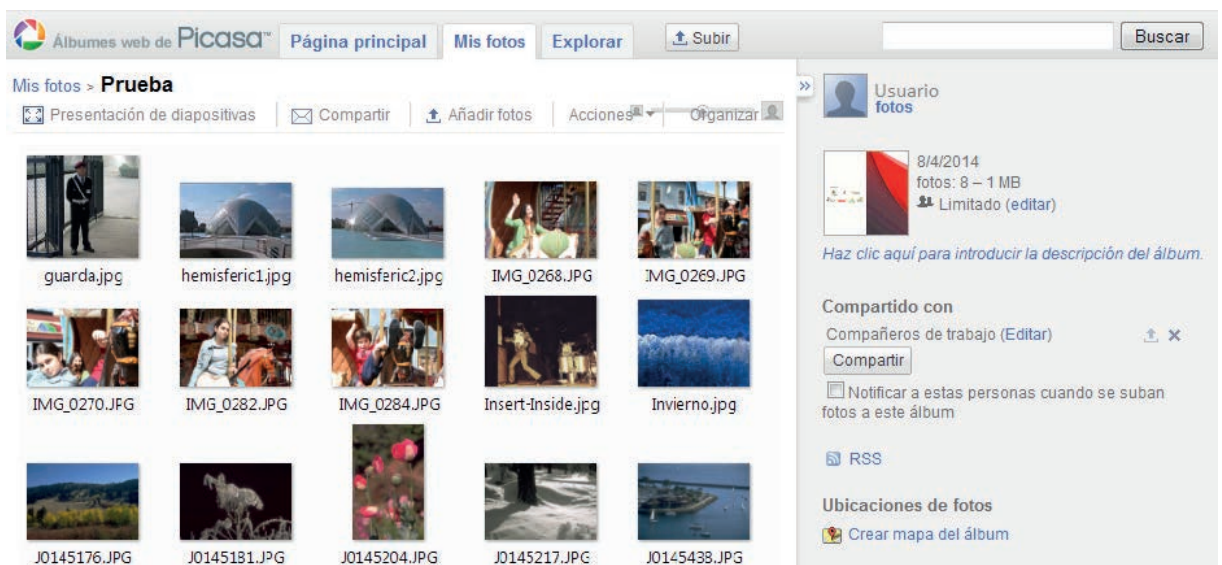 Álbumes web de Picasa™ Página principal Mis fotos Explorar Subir Buscar
Mis fotos > Prueba
Presentación de diapositivas Compartir Añadir fotos Acciones Organizar
guarda.jpg hemisferic1.jpg hemisferic2.jpg IMG_0268.JPG IMG_0269.JPG
IMG_0270.JPG IMG_0282.JPG IMG_0284.JPG Insert-Inside.jpg Invierno.jpg
J0145176.JPG J0145181.JPG J0145204.JPG J0145217.JPG J0145438.JPG
»
Usuario
fotos
8/4/2014
fotos: 8 – 1 MB
Limitado (editar)
Haz clic aquí para introducir la descripción del álbum.
Compartido con
Compañeros de trabajo (Editar)
Compartir
Notificar a estas personas cuando se suban
fotos a este álbum
RSS
Ubicaciones de fotos
Crear mapa del álbum